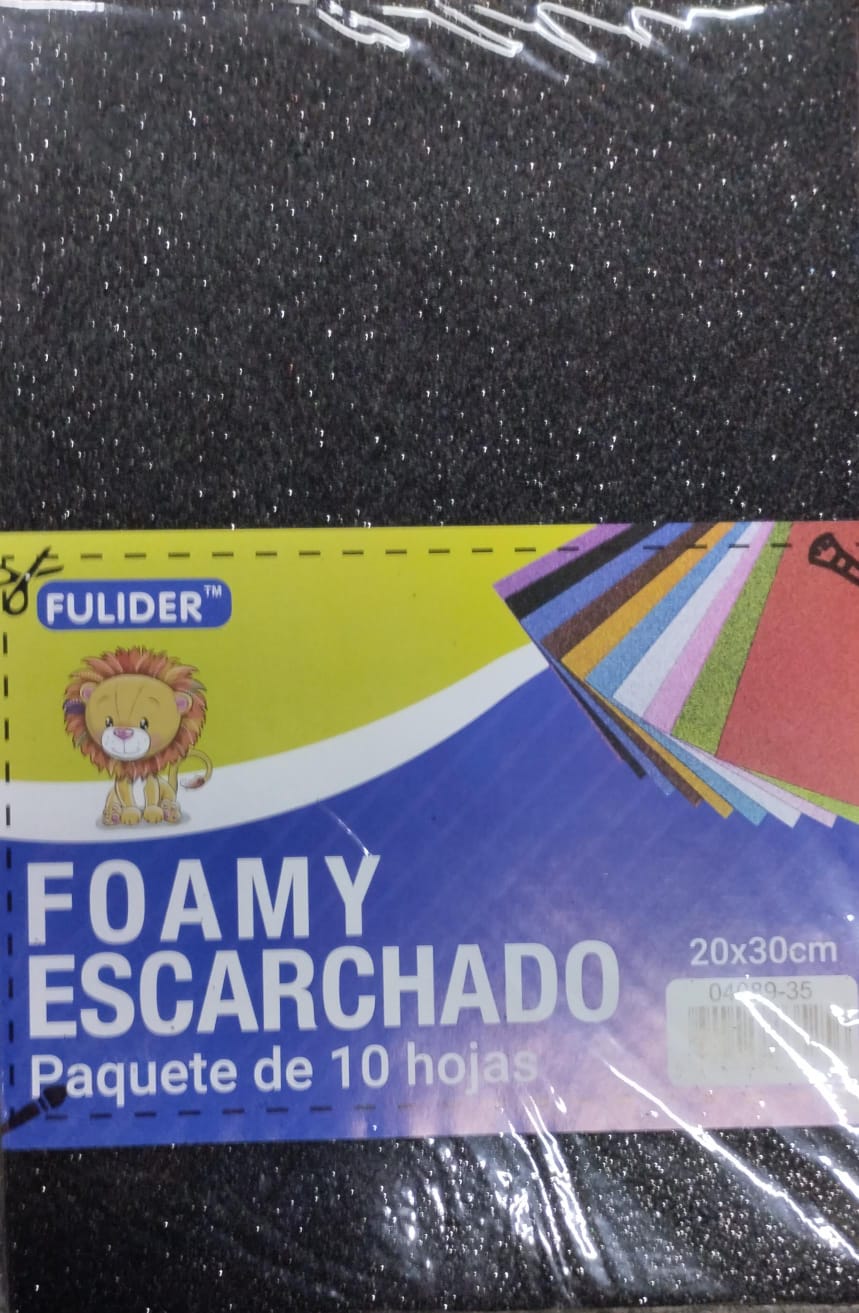 FULIDER™
FOAMY
ESCARCHADO
Paquete de 10 hojas
20x30cm